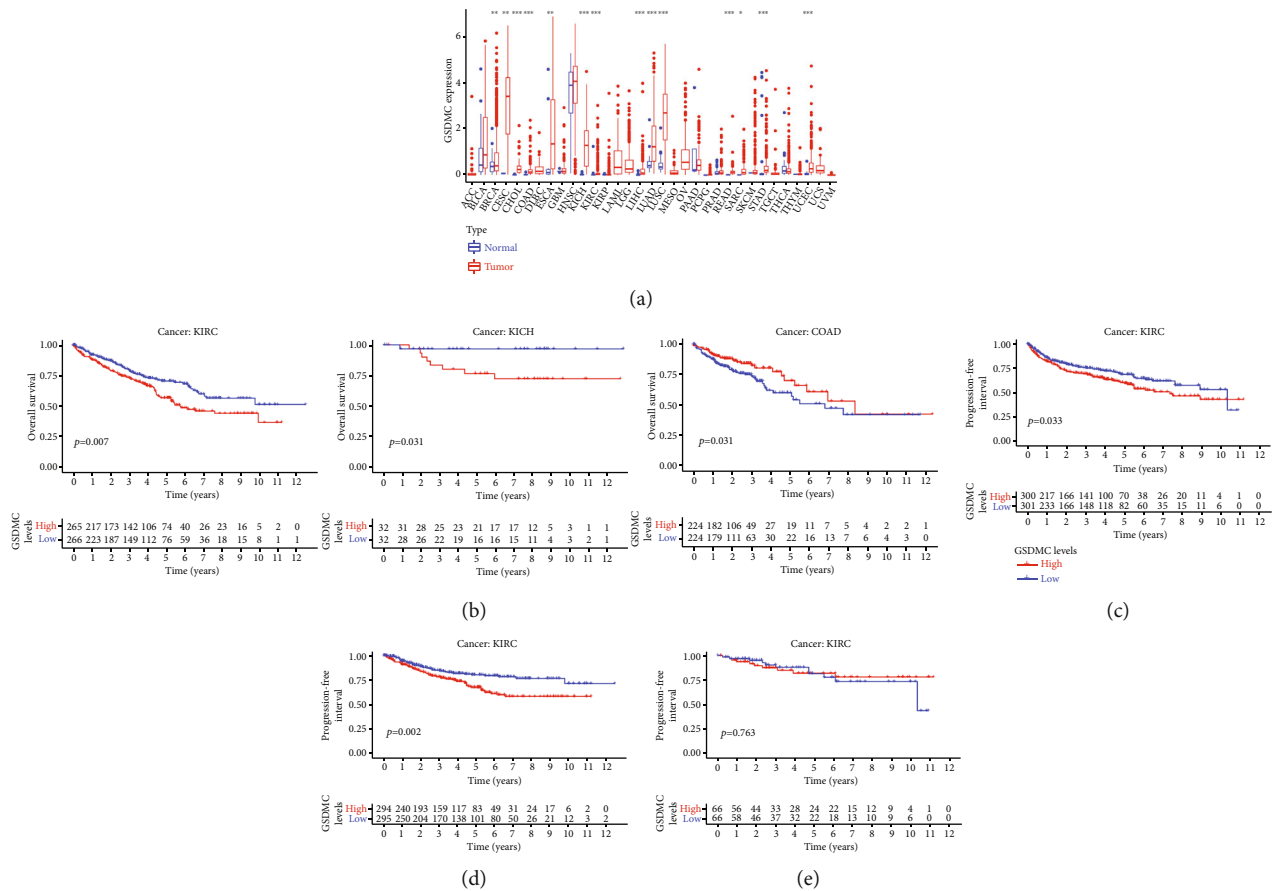 ** ** *** *** ** *** *** *** *** *** *** * *** ***
GSDMC expression
6
4
2
0
ACC BLCA BRCA CESC CHOL COAD DLBC ESCA GBM HNSC KICH KIRC KIRP LAML LGG LIHC LUAD LUSC MESO OV PAAD PCPG PRAD READ SARC SKCM STAD TGCT THCA THYM UCEC UCS UVM
Type
Normal
Tumor
(a)
Cancer: KIRC
Overall survival
1.00
0.75
0.50
0.25
0.00
p=0.007
0 1 2 3 4 5 6 7 8 9 10 11 12
Time (years)
GSDMC levels
High 265 217 173 142 106 74 40 26 23 16 5 2 0
Low 266 223 187 149 112 76 59 36 18 15 8 1 1
0 1 2 3 4 5 6 7 8 9 10 11 12
Time (years)
Cancer: KICH
Overall survival
1.00
0.75
0.50
0.25
0.00
p=0.031
0 1 2 3 4 5 6 7 8 9 10 11 12
Time (years)
GSDMC levels
High 32 31 28 25 23 21 17 17 12 5 3 1 1
Low 32 28 26 22 19 16 16 15 11 4 3 2 1
0 1 2 3 4 5 6 7 8 9 10 11 12
Time (years)
Cancer: COAD
Overall survival
1.00
0.75
0.50
0.25
0.00
p=0.031
0 1 2 3 4 5 6 7 8 9 10 11 12
Time (years)
GSDMC levels
High 224 182 106 49 27 19 11 7 5 4 2 2 1
Low 224 179 111 63 30 22 16 13 7 6 4 3 0
0 1 2 3 4 5 6 7 8 9 10 11 12
Time (years)
(b)
Cancer: KIRC
Progression-free
interval
1.00
0.75
0.50
0.25
0.00
p=0.033
0 1 2 3 4 5 6 7 8 9 10 11 12
Time (years)
GSDMC
levels
High 300 217 166 141 100 70 38 26 20 11 4 1 0
Low 301 233 166 148 118 82 60 35 15 11 6 0 0
0 1 2 3 4 5 6 7 8 9 10 11 12
Time (years)
GSDMC levels
High
Low
(c)
Cancer: KIRC
Progression-free
interval
1.00
0.75
0.50
0.25
0.00
p=0.002
0 1 2 3 4 5 6 7 8 9 10 11 12
Time (years)
GSDMC
levels
High 294 240 193 159 117 83 49 31 24 17 6 2 0
Low 295 250 204 170 138 101 80 50 26 21 12 3 2
0 1 2 3 4 5 6 7 8 9 10 11 12
Time (years)
(d)
Cancer: KIRC
Progression-free
interval
1.00
0.75
0.50
0.25
0.00
p=0.763
0 1 2 3 4 5 6 7 8 9 10 11 12
Time (years)
GSDMC
levels
High 66 56 44 33 28 24 22 15 12 9 4 1 0
Low 66 58 46 37 32 22 18 13 10 9 6 0 0
0 1 2 3 4 5 6 7 8 9 10 11 12
Time (years)
(e)